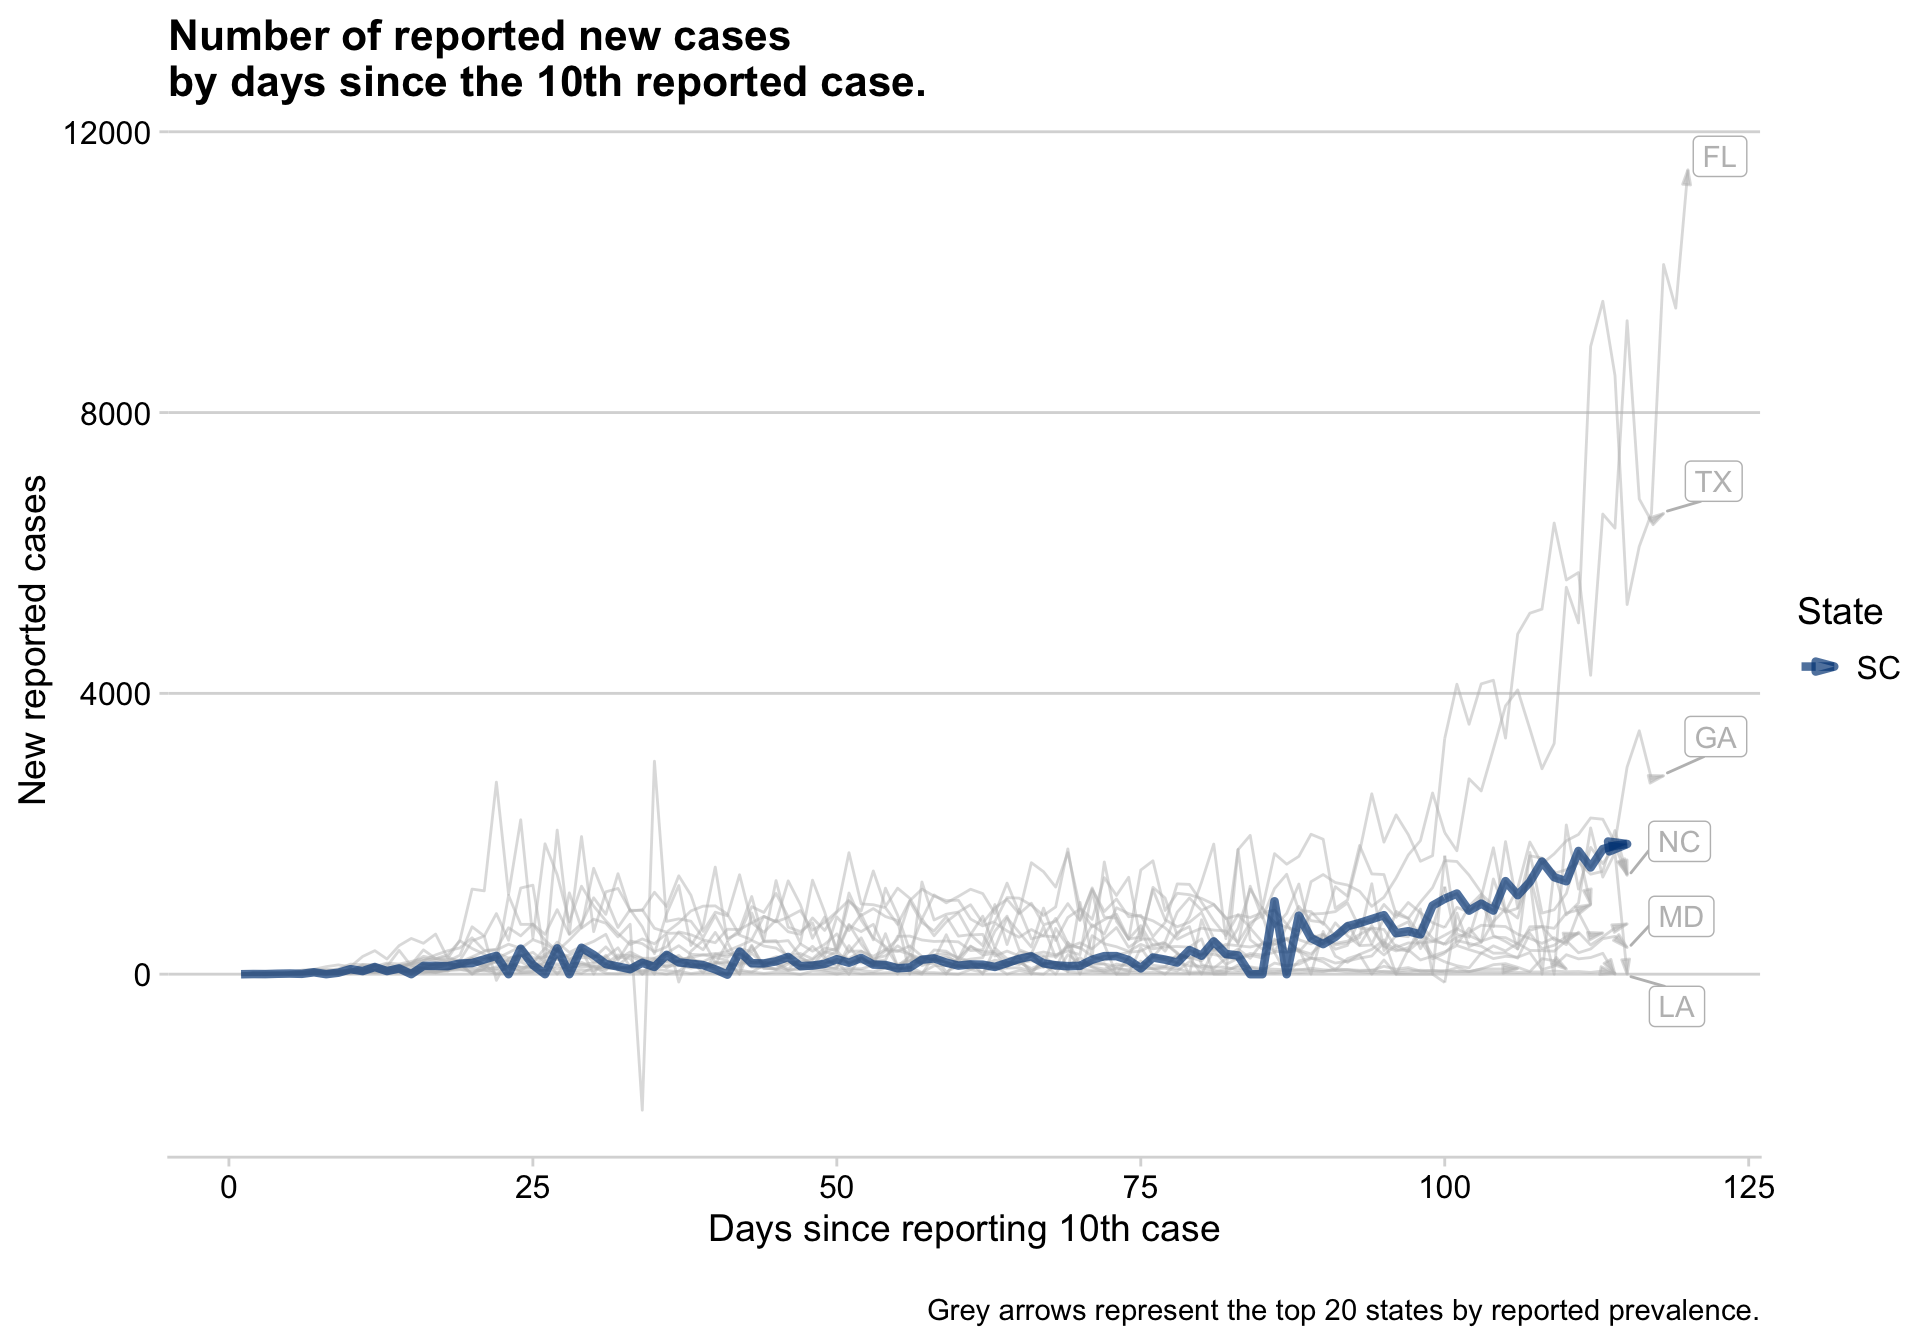 Number of reported new cases
by days since the 10th reported case.
12000
8000
4000
0
New reported cases
FL
TX
GA
NC
MD
LA
State
SC
0 25 50 75 100 125
Days since reporting 10th case
Grey arrows represent the top 20 states by reported prevalence.